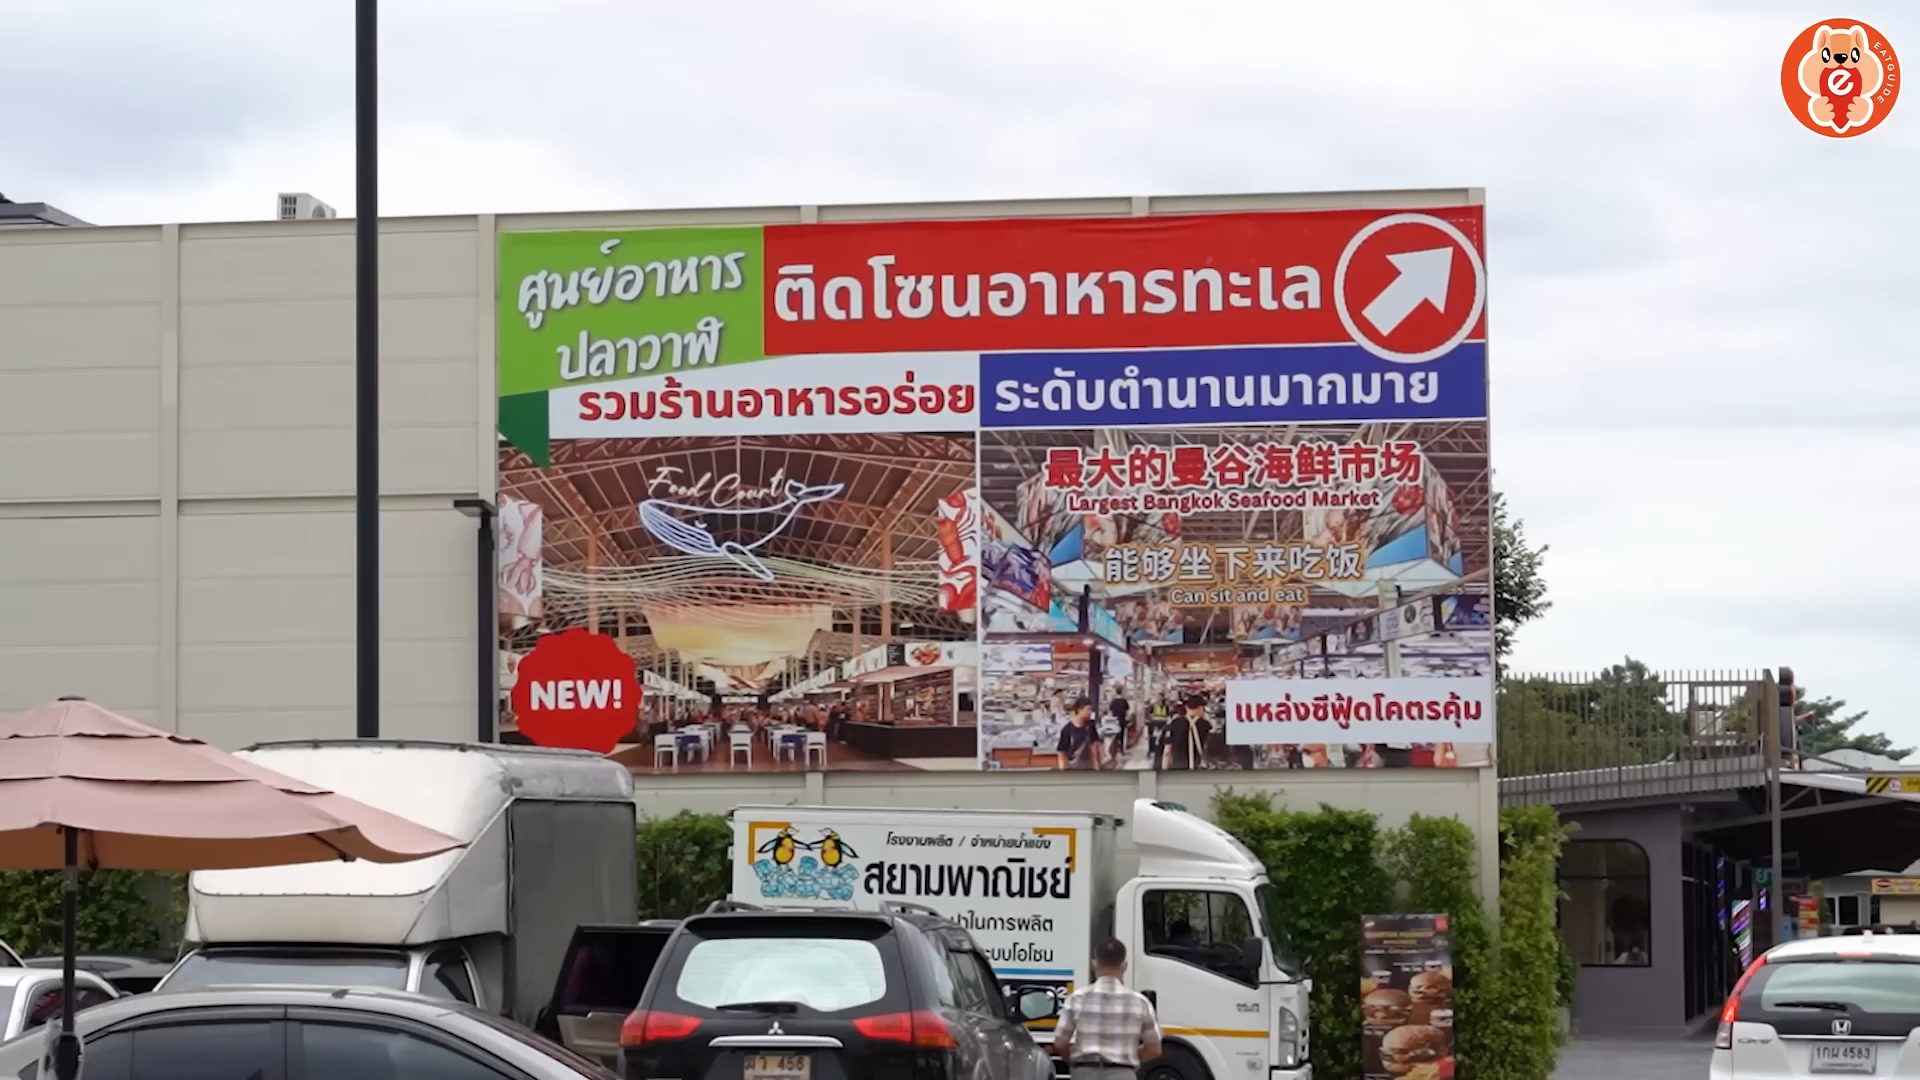 EATGUIDE
ศูนย์อาหาร
ปลาวาฬ
ติดโซนอาหารทะเล
รวมร้านอาหารอร่อย
ระดับตำนานมากมาย
Food Court
最大的曼谷海鲜市场
Largest Bangkok Seafood Market
能够坐下来吃饭
Can sit and eat
NEW!
แหล่งซีฟู้ดโคตรคุ้ม
โรงงานผลิต / จำหน่ายน้ำแข็ง
สยามพาณิชย์
ในการผลิต
ระบบโอโซน
1กผ 4583